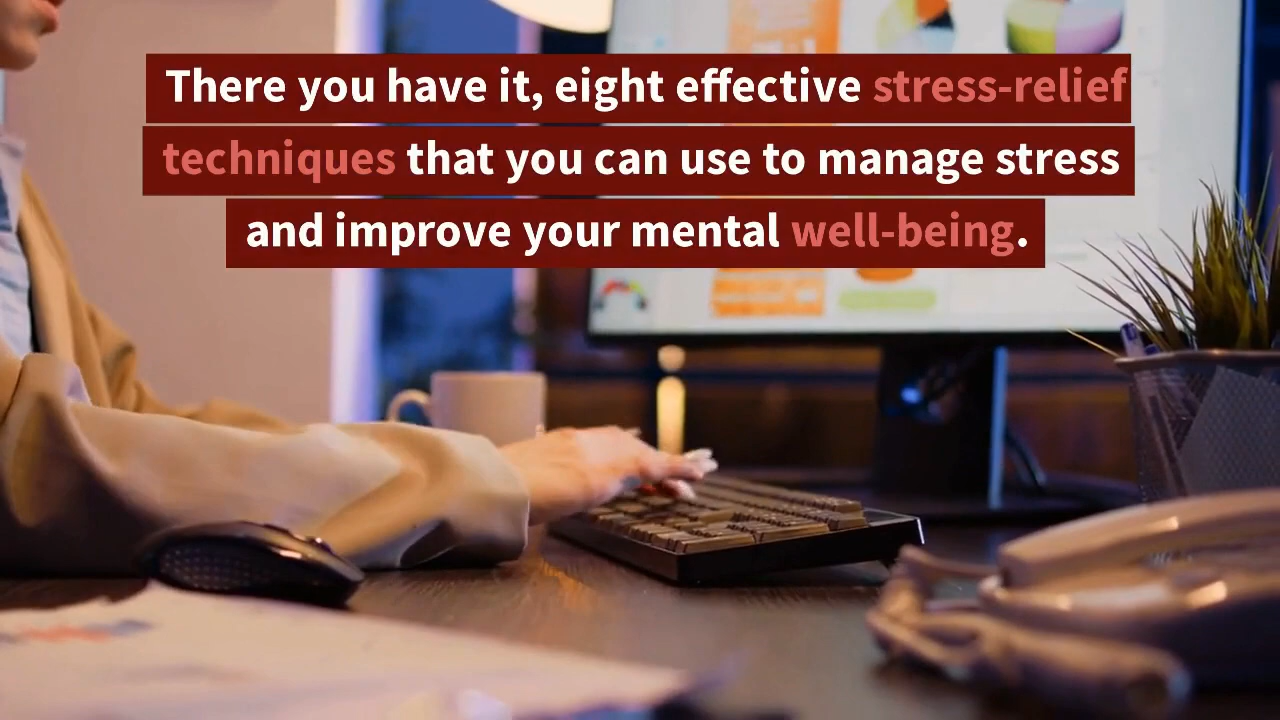 There you have it, eight effective stress-relief
techniques that you can use to manage stress
and improve your mental well-being.